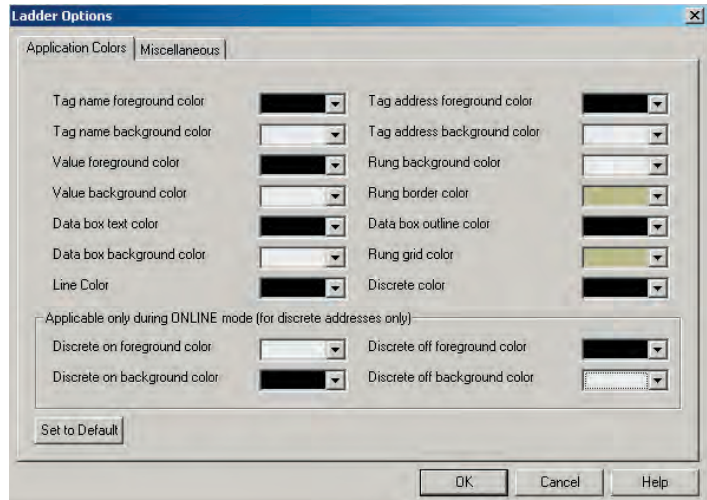 Ladder Options
Application Colors Miscellaneous
Tag name foreground color Tag address foreground color
Tag name background color Tag address background color
Value foreground color Rung background color
Value background color Rung border color
Data box text color Data box outline color
Data box background color Rung grid color
Line Color Discrete color
Applicable only during ONLINE mode (for discrete addresses only)
Discrete on foreground color Discrete off foreground color
Discrete on background color Discrete off background color
Set to Default
OK Cancel Help